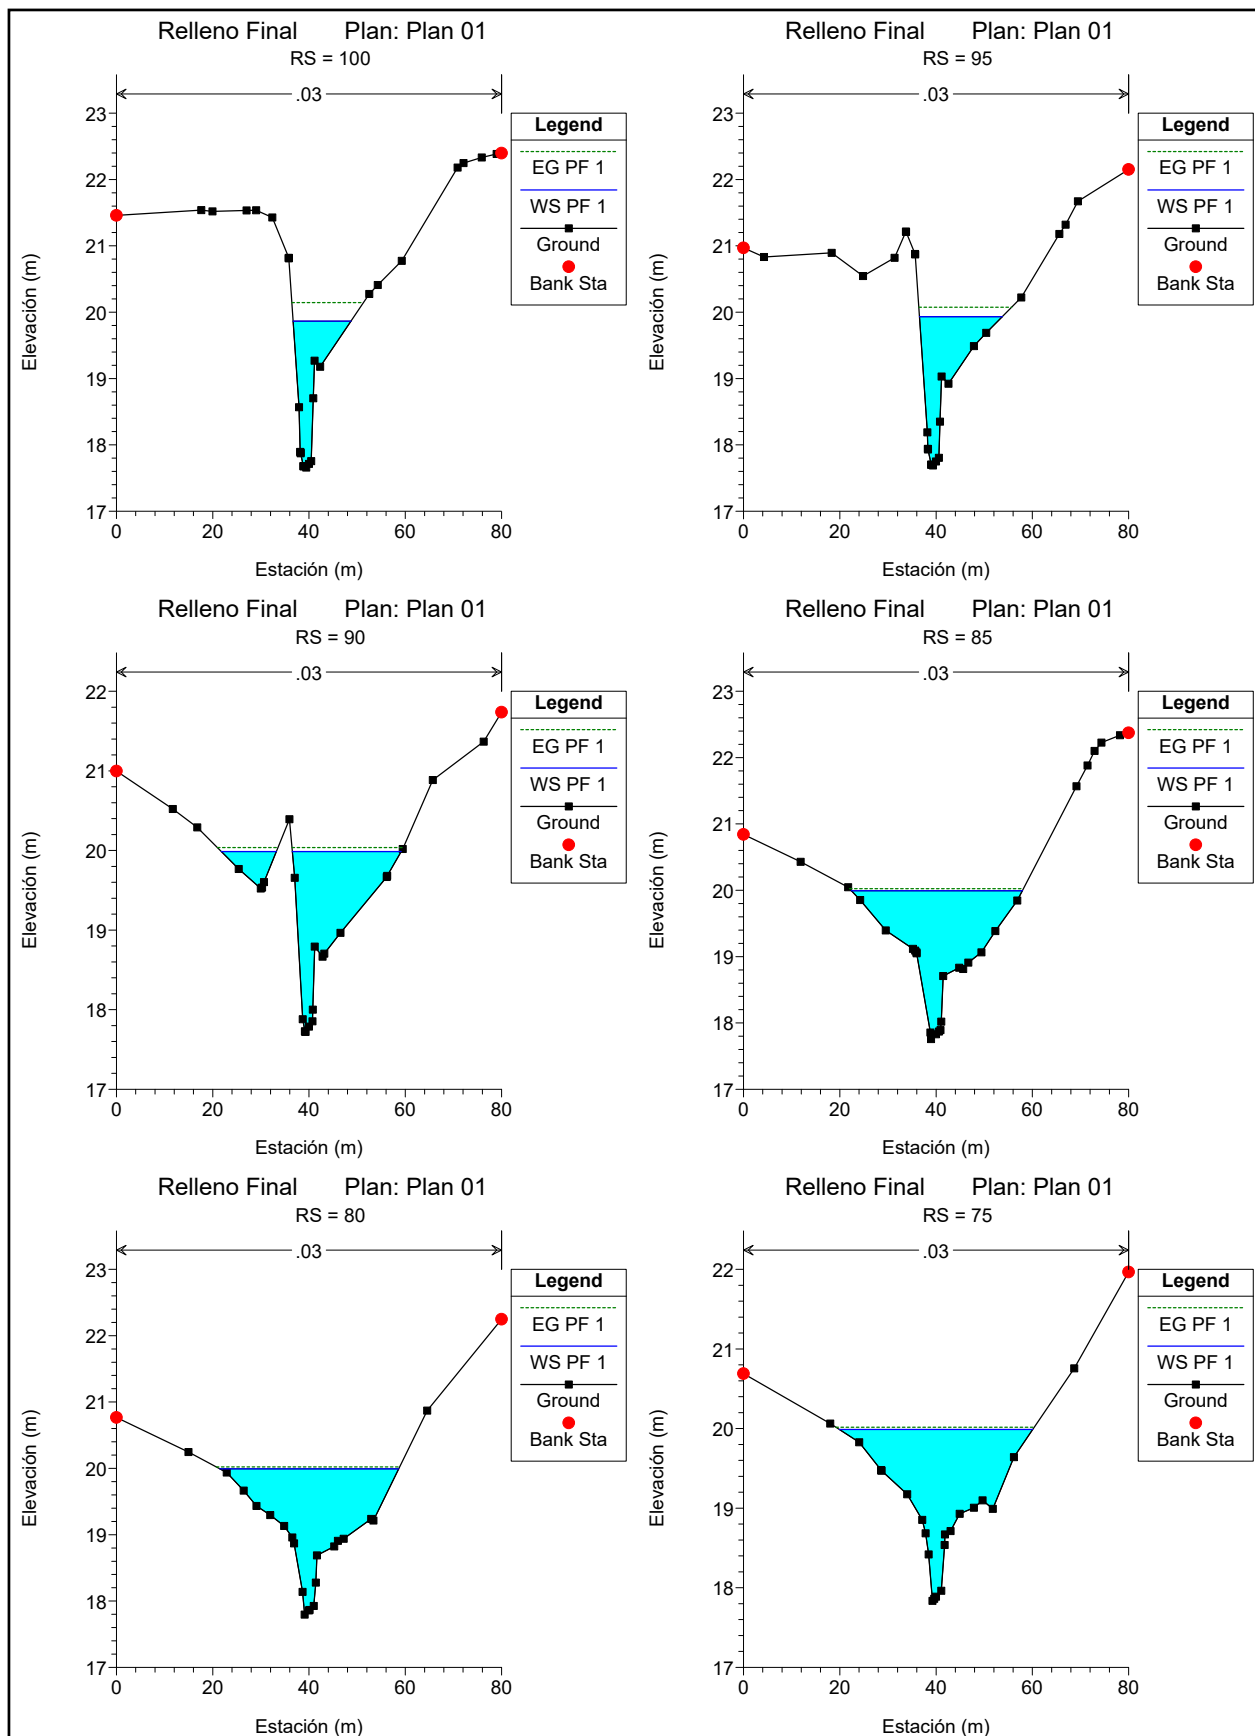 Relleno Final Plan: Plan 01
RS = 100
.03
23
22
21
20
19
18
17
Elevación (m)
0 20 40 60 80
Estación (m)
Legend
EG PF 1
WS PF 1
Ground
Bank Sta
Relleno Final Plan: Plan 01
RS = 95
.03
23
22
21
20
19
18
17
Elevación (m)
0 20 40 60 80
Estación (m)
Legend
EG PF 1
WS PF 1
Ground
Bank Sta
Relleno Final Plan: Plan 01
RS = 90
.03
22
21
20
19
18
17
Elevación (m)
0 20 40 60 80
Estación (m)
Legend
EG PF 1
WS PF 1
Ground
Bank Sta
Relleno Final Plan: Plan 01
RS = 85
.03
23
22
21
20
19
18
17
Elevación (m)
0 20 40 60 80
Estación (m)
Legend
EG PF 1
WS PF 1
Ground
Bank Sta
Relleno Final Plan: Plan 01
RS = 80
.03
23
22
21
20
19
18
17
Elevación (m)
0 20 40 60 80
Estación (m)
Legend
EG PF 1
WS PF 1
Ground
Bank Sta
Relleno Final Plan: Plan 01
RS = 75
.03
22
21
20
19
18
17
Elevación (m)
0 20 40 60 80
Estación (m)
Legend
EG PF 1
WS PF 1
Ground
Bank Sta